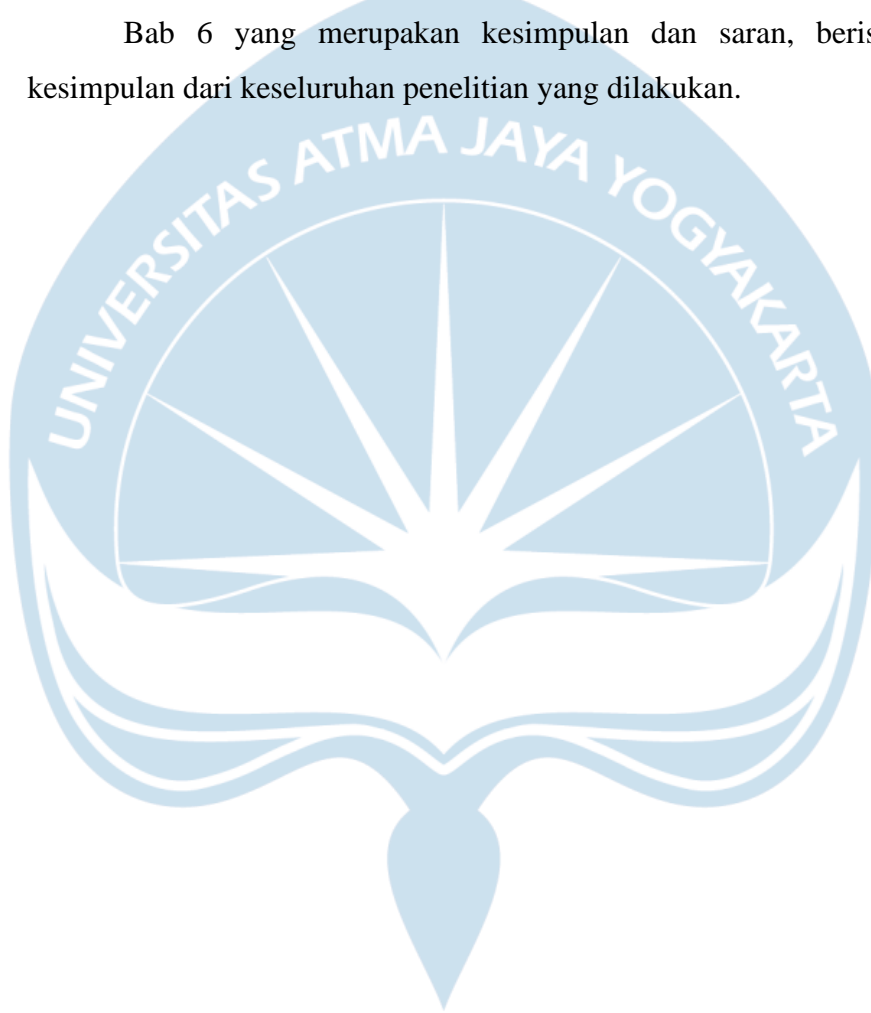 Bab 6 yang merupakan kesimpulan dan saran, beris
kesimpulan dari keseluruhan penelitian yang dilakukan.
UNIVERSITAS ATMA JAYA YOGYAKARTA